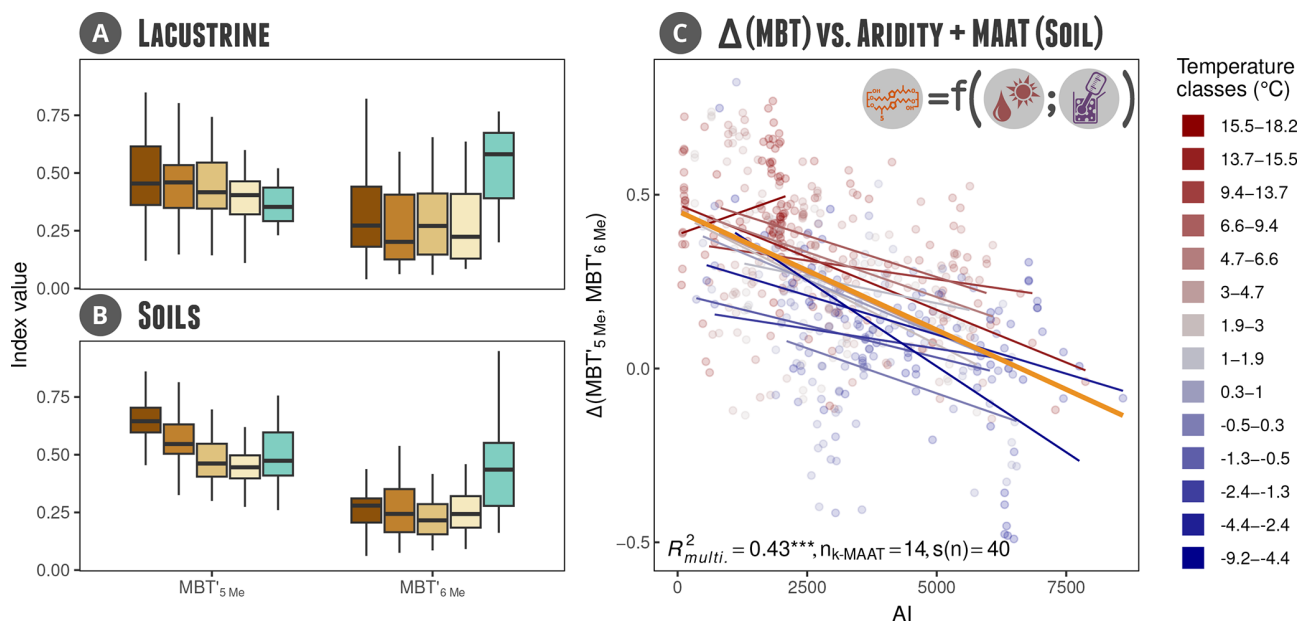 A LACUSTRINE
0.75
0.50
0.25
0.00
B SOILS
Index value
0.75
0.50
0.25
0.00
MBT'5 Me
MBT'6 Me
C Δ(MBT) VS. ARIDITY + MAAT (SOIL)
=f( ; )
OH
OH
5
Δ(MBT'5 Me, MBT'6 Me)
0.5
0.0
−0.5
R²multi. = 0.43***, nk-MAAT = 14, s(n) = 40
0
2500
5000
7500
AI
Temperature
classes (°C)
15.5–18.2
13.7–15.5
9.4–13.7
6.6–9.4
4.7–6.6
3–4.7
1.9–3
1–1.9
0.3–1
-0.5–0.3
-1.3–-0.5
-2.4–-1.3
-4.4–-2.4
-9.2–-4.4